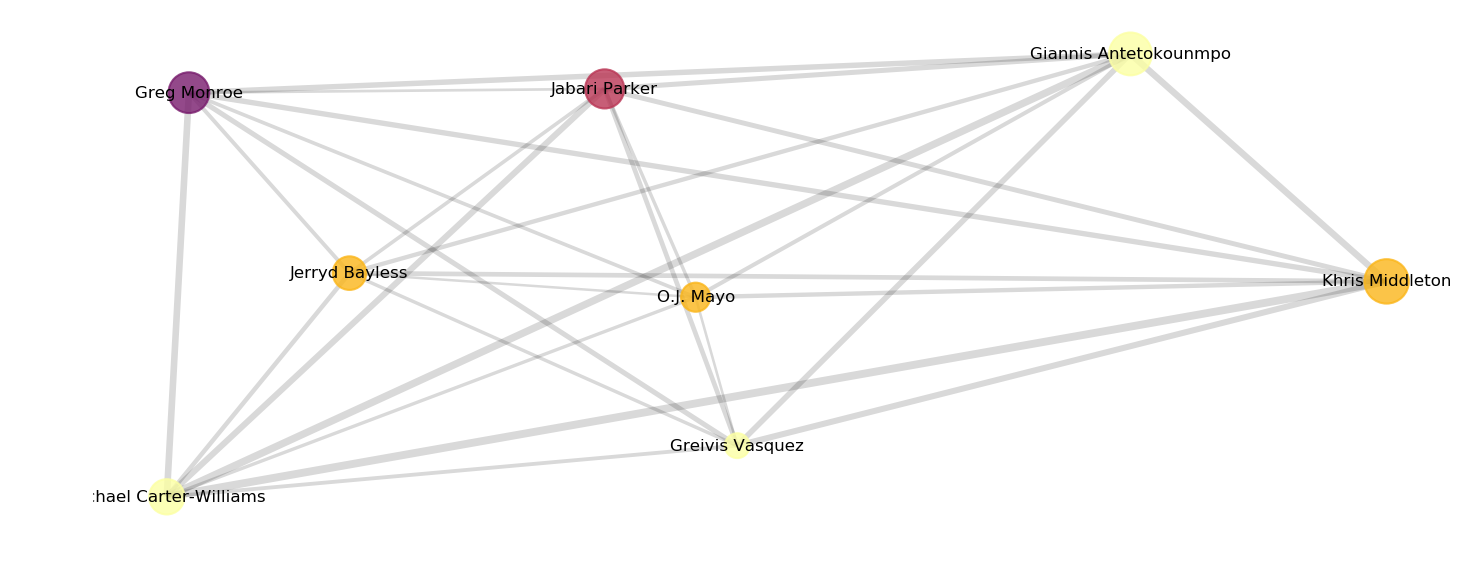 Giannis Antetokounmpo
Jabari Parker
Greg Monroe
Jerryd Bayless
Khris Middleton
O.J. Mayo
Greivis Vasquez
chael Carter-Williams